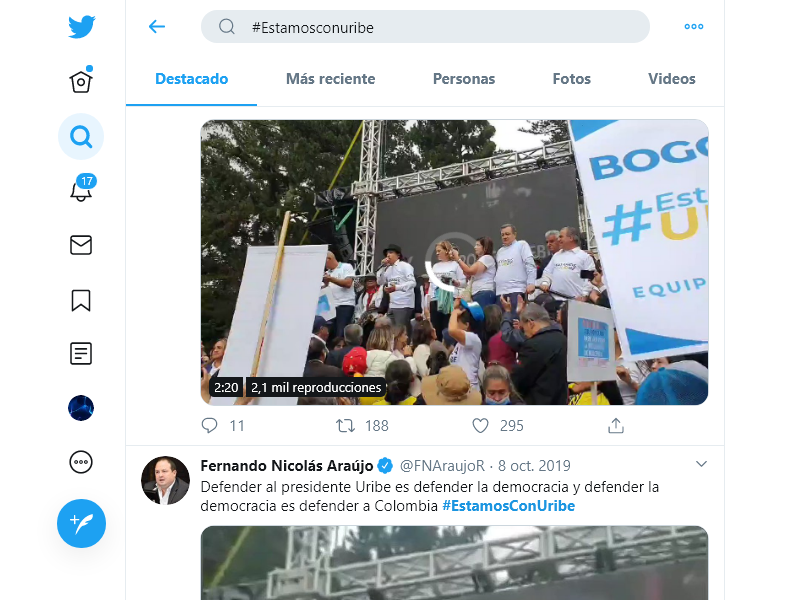 #Estamosconuribe
Destacado
Más reciente
Personas
Fotos
Videos
17
#Est
EQUIP
2:20
2,1 mil reproducciones
11
188
295
Fernando Nicolás Araújo @FNAraujoR · 8 oct. 2019
Defender al presidente Uribe es defender la democracia y defender la
democracia es defender a Colombia #EstamosConUribe